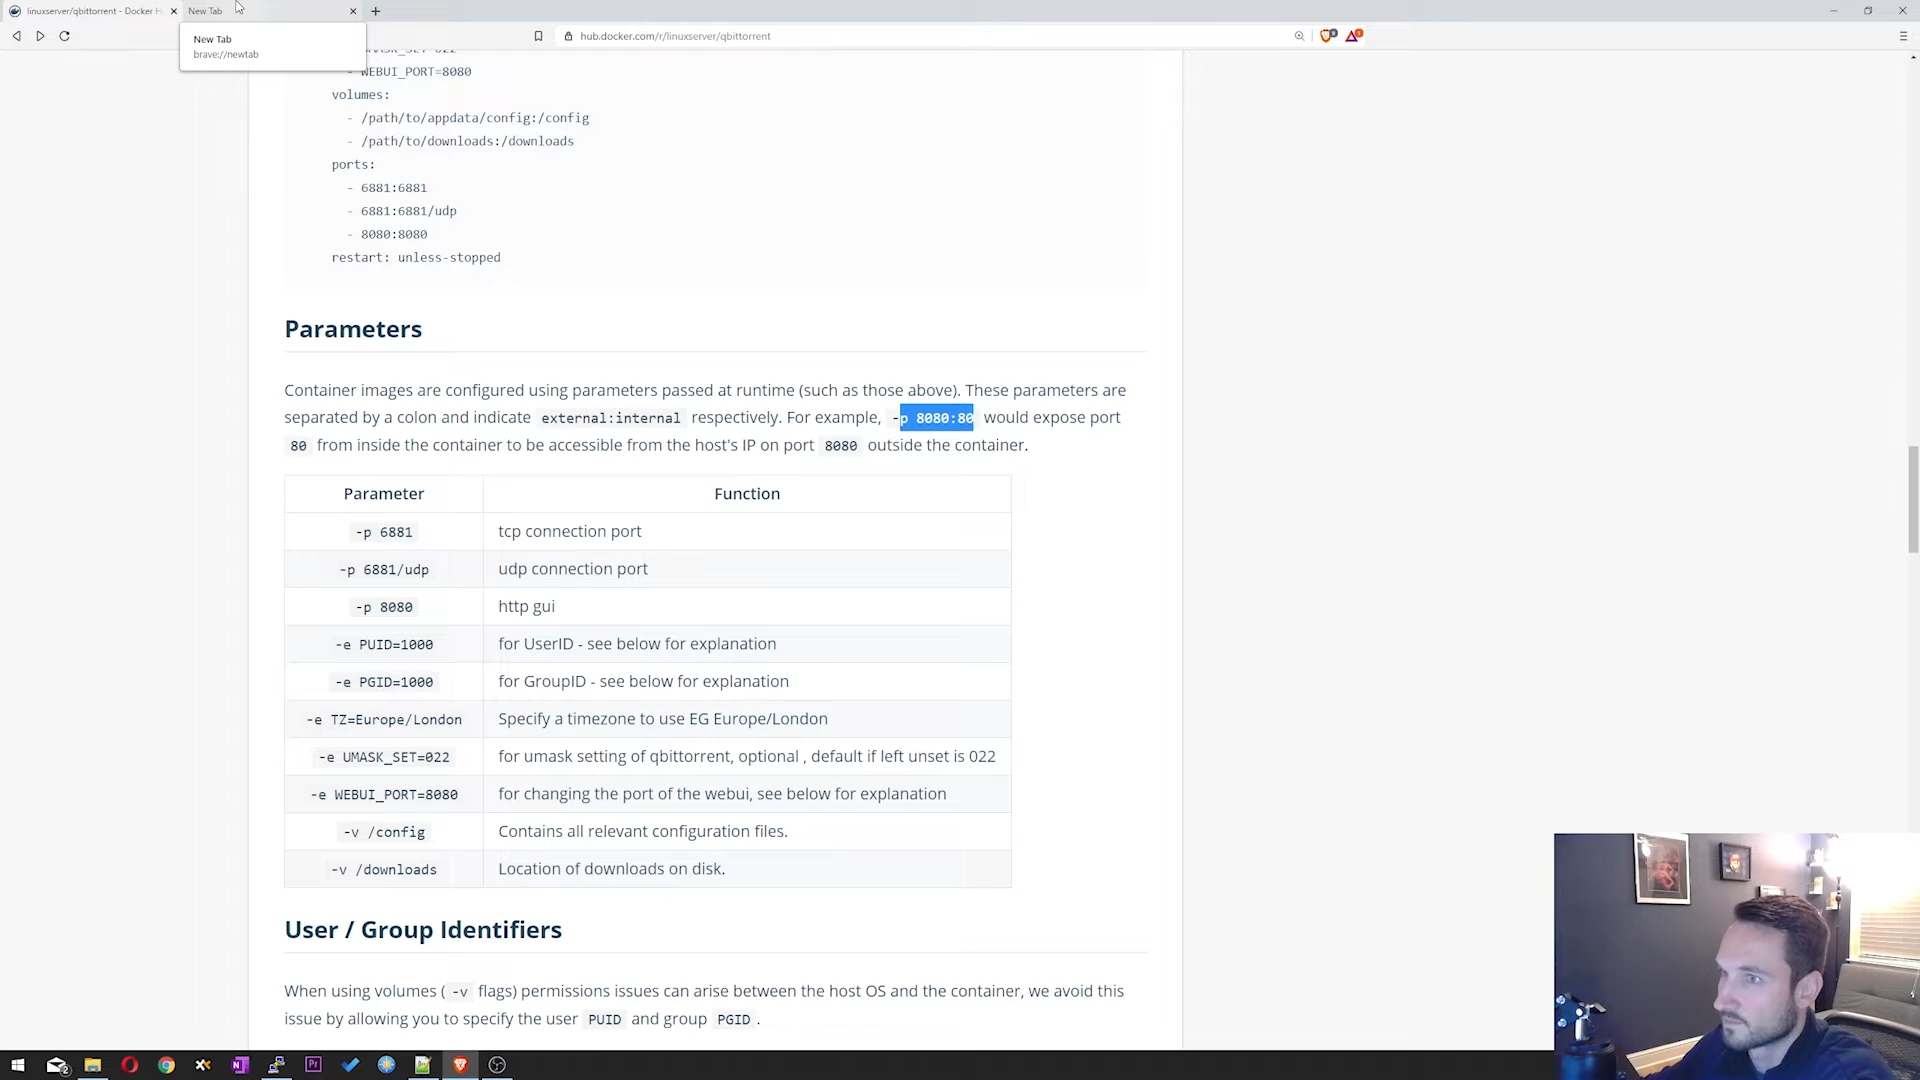 linuxserver/qbittorrent - Docker H
New Tab
hub.docker.com/r/linuxserver/qbittorrent
New Tab
brave://newtab
- WEBUI_PORT=8080
volumes:
- /path/to/appdata/config:/config
- /path/to/downloads:/downloads
ports:
- 6881:6881
- 6881:6881/udp
- 8080:8080
restart: unless-stopped
Parameters
Container images are configured using parameters passed at runtime (such as those above). These parameters are
separated by a colon and indicate external:internal respectively. For example, -p 8080:80 would expose port
80 from inside the container to be accessible from the host's IP on port 8080 outside the container.
Parameter Function
-p 6881 tcp connection port
-p 6881/udp udp connection port
-p 8080 http gui
-e PUID=1000 for UserID - see below for explanation
-e PGID=1000 for GroupID - see below for explanation
-e TZ=Europe/London Specify a timezone to use EG Europe/London
-e UMASK_SET=022 for umask setting of qbittorrent, optional , default if left unset is 022
-e WEBUI_PORT=8080 for changing the port of the webui, see below for explanation
-v /config Contains all relevant configuration files.
-v /downloads Location of downloads on disk.
User / Group Identifiers
When using volumes ( -v flags) permissions issues can arise between the host OS and the container, we avoid this
issue by allowing you to specify the user PUID and group PGID .